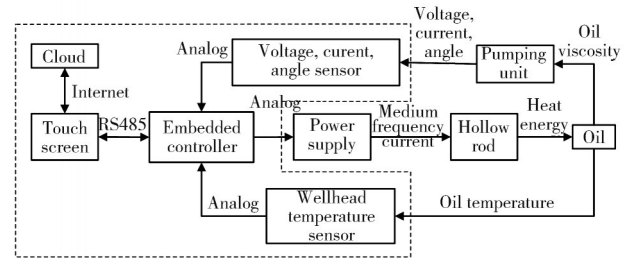 Cloud
Internet
Touch
screen
RS485
Embedded
controller
Analog
Voltage, curent,
angle sensor
Voltage,
current,
angle
Pumping
unit
Oil
viscosity
Analog
Power
supply
Medium
frequency
current
Hollow
rod
Heat
energy
Oil
Analog
Wellhead
temperature
sensor
Oil temperature